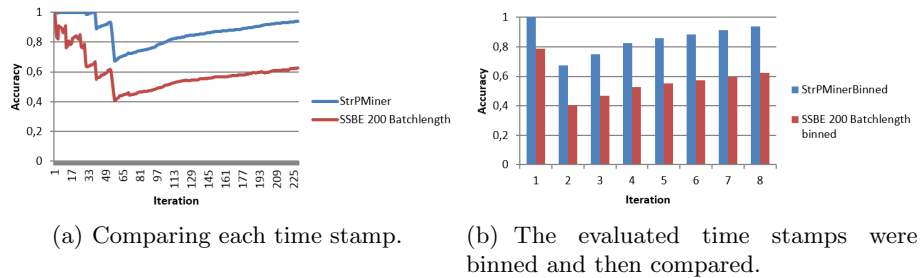 1
0,8
0,6
0,4
0,2
0
Accuracy
1 17 33 49 65 81 97 113 129 145 161 177 193 209 225
Iteration
StrPMiner
SSBE 200 Batchlength
(a) Comparing each time stamp.
1
0,8
0,6
0,4
0,2
0
Accuracy
1 2 3 4 5 6 7 8
Iteration
StrPMinerBinned
SSBE 200 Batchlength
binned
(b) The evaluated time stamps were
binned and then compared.